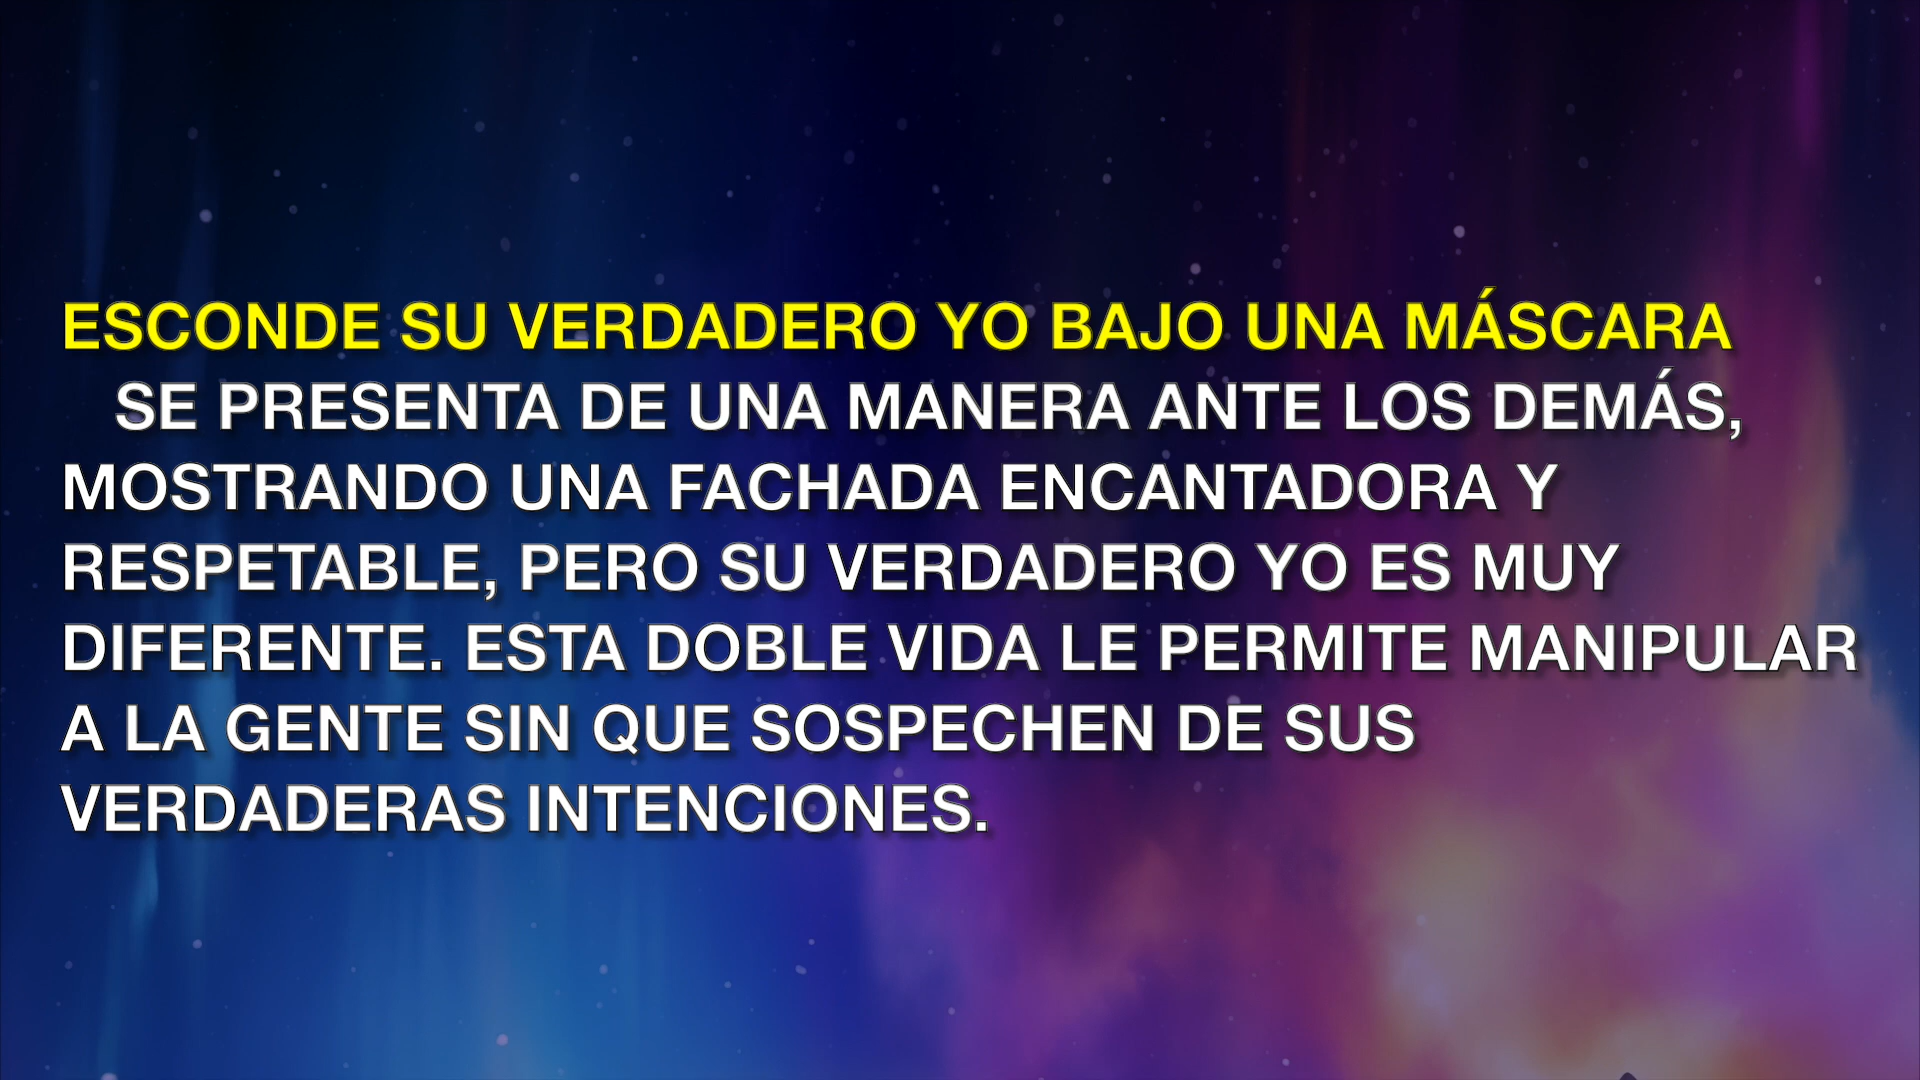 ESCONDE SU VERDADERO YO BAJO UNA MÁSCARA
SE PRESENTA DE UNA MANERA ANTE LOS DEMÁS,
MOSTRANDO UNA FACHADA ENCANTADORA Y
RESPETABLE, PERO SU VERDADERO YO ES MUY
DIFERENTE. ESTA DOBLE VIDA LE PERMITE MANIPULAR
A LA GENTE SIN QUE SOSPECHEN DE SUS
VERDADERAS INTENCIONES.